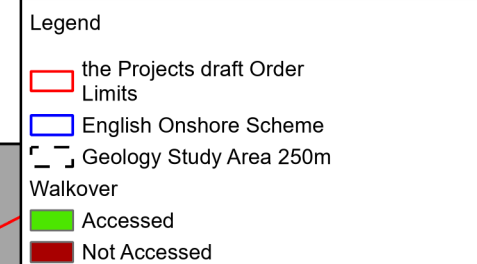 Legend
the Projects draft Order
Limits
English Onshore Scheme
Geology Study Area 250m
Walkover
Accessed
Not Accessed